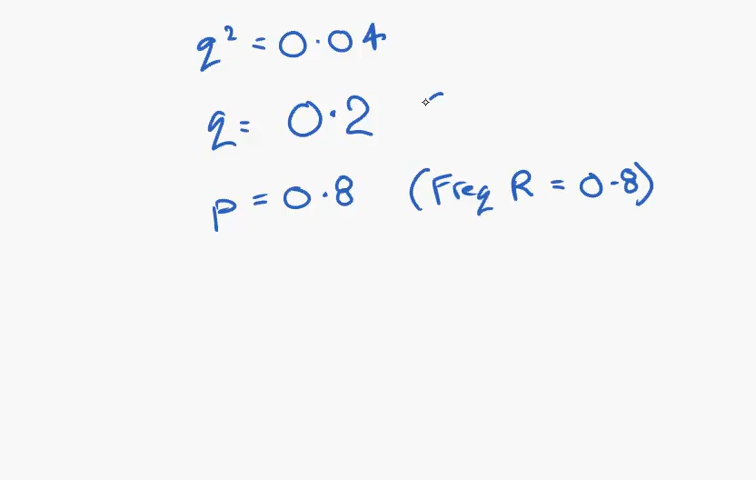 q² = 0.04
q = 0.2
p = 0.8 (Freq R = 0.8)